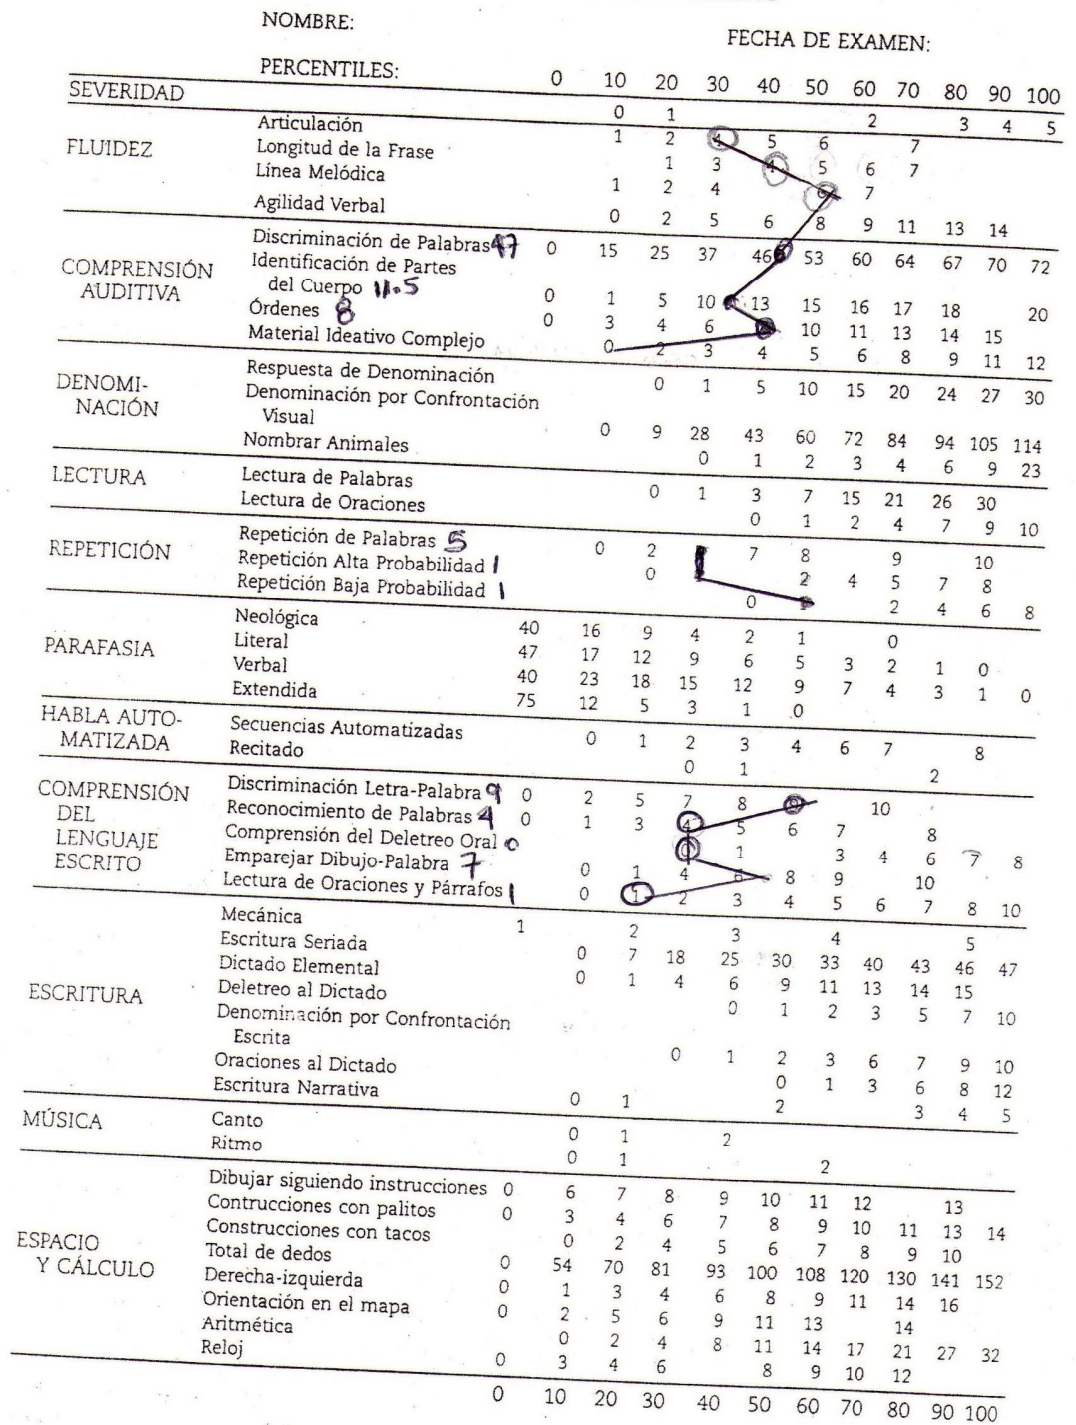 NOMBRE: FECHA DE EXAMEN:
PERCENTILES: 0 10 20 30 40 50 60 70 80 90 100
SEVERIDAD 0 1 2 3 4 5
FLUIDEZ
Articulación 1 2 4 5 6 7
Longitud de la Frase 1 3 4 5 6 7
Línea Melódica 1 2 4 6 7
Agilidad Verbal 0 2 5 6 8 9 11 13 14
COMPRENSIÓN AUDITIVA
Discriminación de Palabras 47 0 15 25 37 46 53 60 64 67 70 72
Identificación de Partes
del Cuerpo 11.5 0 1 5 10 13 15 16 17 18 20
Órdenes 8 0 3 4 6 10 11 13 14 15
Material Ideativo Complejo 0 2 3 4 5 6 8 9 11 12
DENOMI-
NACIÓN
Respuesta de Denominación 0 1 5 10 15 20 24 27 30
Denominación por Confrontación
Visual 0 9 28 43 60 72 84 94 105 114
Nombrar Animales 0 1 2 3 4 6 9 23
LECTURA
Lectura de Palabras 0 1 3 7 15 21 26 30
Lectura de Oraciones 0 1 2 4 7 9 10
REPETICIÓN
Repetición de Palabras 5 0 2 7 8 9 10
Repetición Alta Probabilidad 1 0 2 4 5 7 8
Repetición Baja Probabilidad 1 0 1 2 4 6 8
PARAFASIA
Neológica 40 16 9 4 2 1 0
Literal 47 17 12 9 6 5 3 2 1 0
Verbal 40 23 18 15 12 9 7 4 3 1 0
Extendida 75 12 5 3 1 0
HABLA AUTO-
MATIZADA
Secuencias Automatizadas 0 1 2 3 4 6 7 8
Recitado 0 1 2
COMPRENSIÓN
DEL
LENGUAJE
ESCRITO
Discriminación Letra-Palabra 9 0 2 5 7 8 9 10
Reconocimiento de Palabras 4 0 1 3 4 5 6 7 8
Comprensión del Deletreo Oral 0 0 1 3 4 6 7 8
Emparejar Dibujo-Palabra 7 0 1 4 6 8 9 10
Lectura de Oraciones y Párrafos 1 0 1 2 3 4 5 6 7 8 10
ESCRITURA
Mecánica 1 2 3 4 5
Escritura Seriada 0 7 18 25 30 33 40 43 46 47
Dictado Elemental 0 1 4 6 9 11 13 14 15
Deletreo al Dictado 0 1 2 3 5 7 10
Denominación por Confrontación
Escrita 0 1 2 3 6 7 9 10
Oraciones al Dictado 0 1 3 6 8 12
Escritura Narrativa 0 1 2 3 4 5
MÚSICA
Canto 0 1 2
Ritmo 0 1 2
ESPACIO
Y CÁLCULO
Dibujar siguiendo instrucciones 0 6 7 8 9 10 11 12 13
Contrucciones con palitos 0 3 4 6 7 8 9 10 11 13 14
Construcciones con tacos 0 2 4 5 6 7 8 9 10
Total de dedos 0 54 70 81 93 100 108 120 130 141 152
Derecha-izquierda 0 1 3 4 6 8 9 11 14 16
Orientación en el mapa 0 2 5 6 9 11 13 14
Aritmética 0 2 4 8 11 14 17 21 27 32
Reloj 0 3 4 6 8 9 10 12
0 10 20 30 40 50 60 70 80 90 100